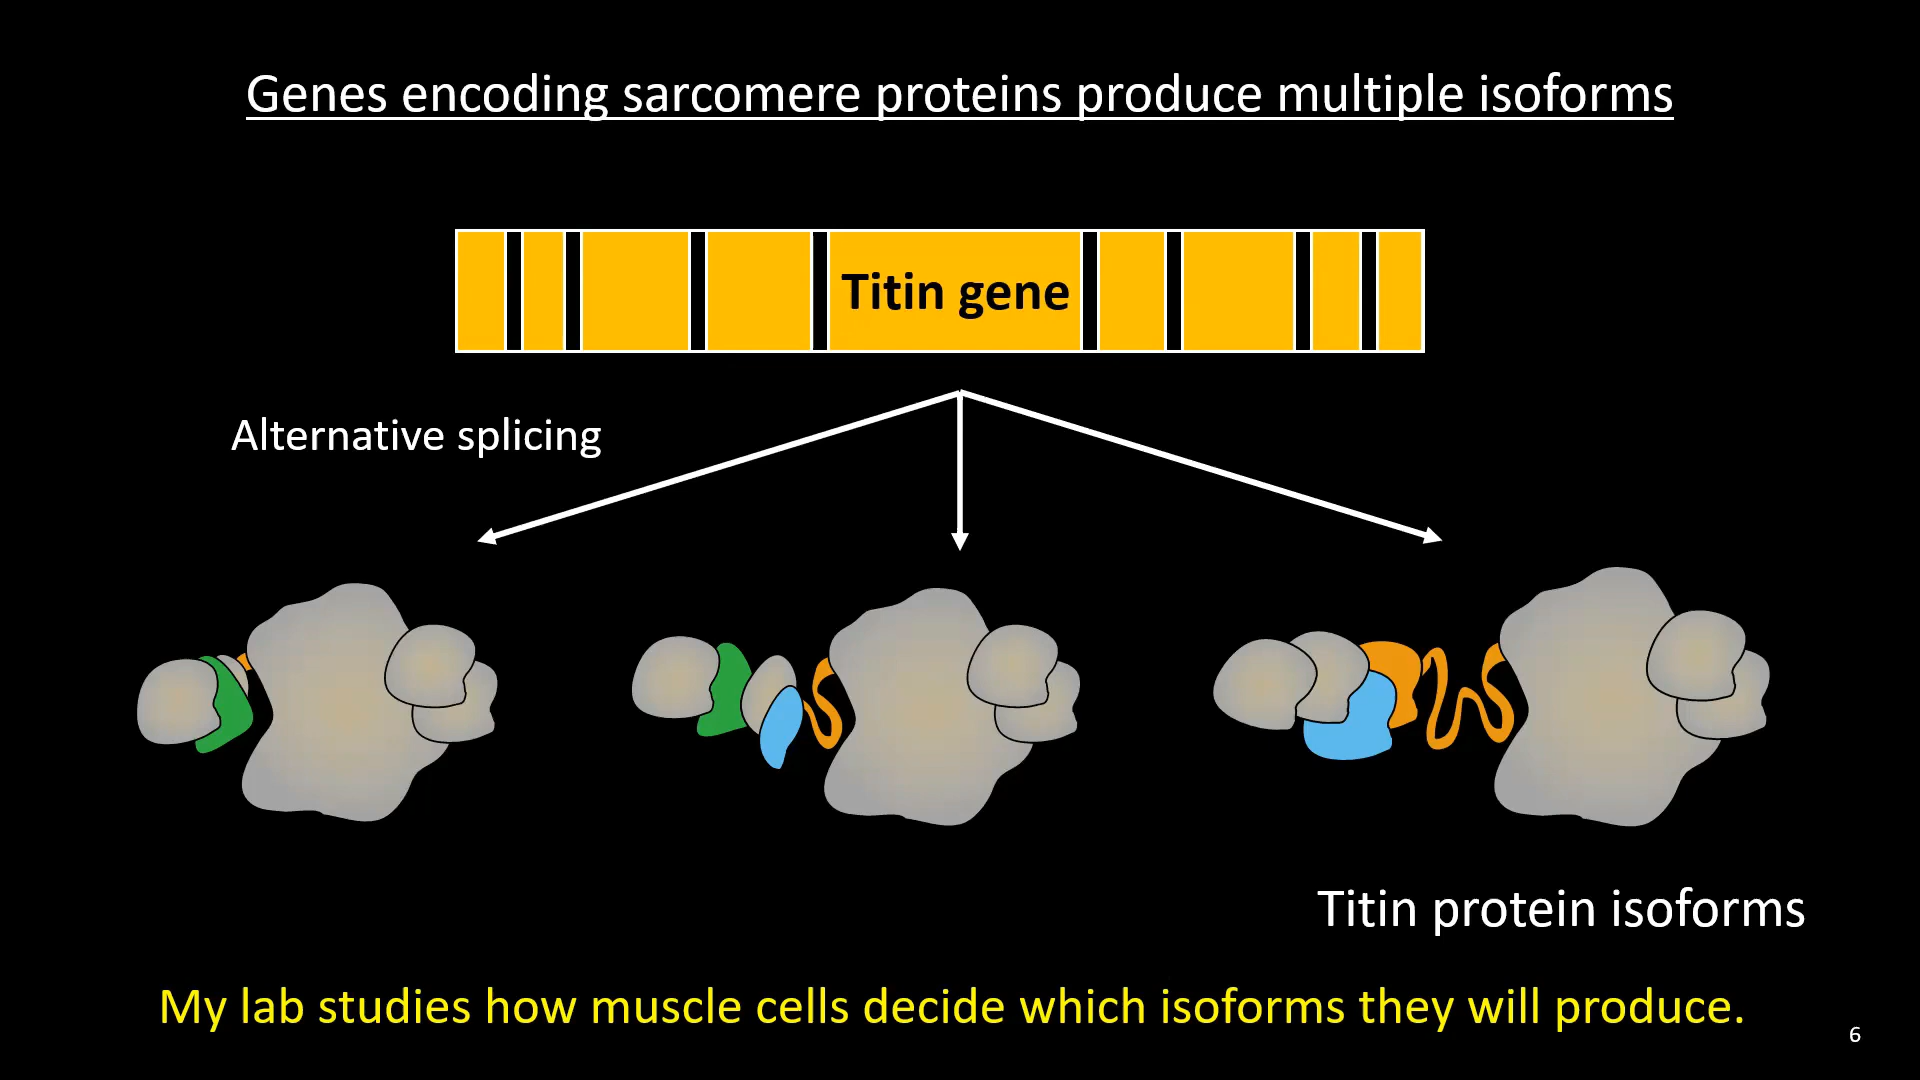 Genes encoding sarcomere proteins produce multiple isoforms
Titin gene
Alternative splicing
Titin protein isoforms
My lab studies how muscle cells decide which isoforms they will produce.
6